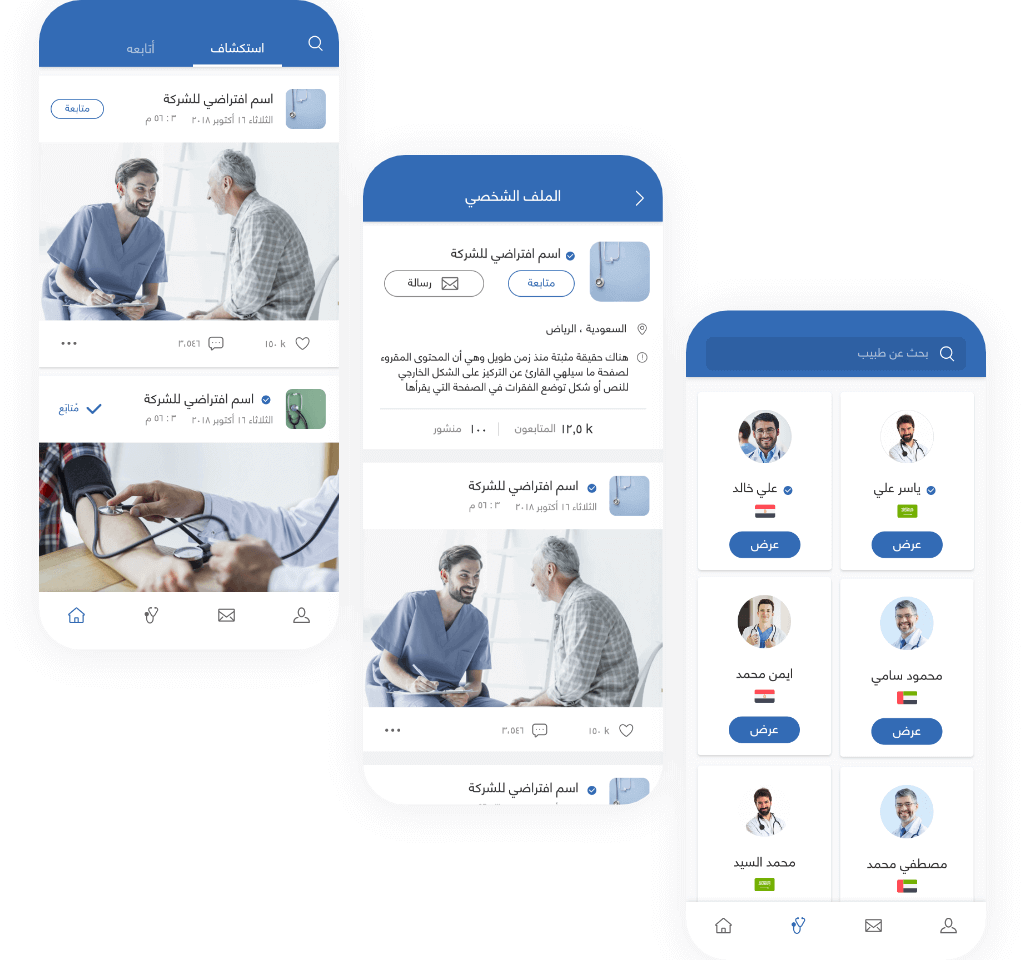 استكشاف
أتابعه
اسم افتراضي للشركة
متابعة
الثلاثاء ١٦ أكتوبر ٢٠١٨
٣ : ٥٦ م
١٥٠ k
٣،٥٤٦
اسم افتراضي للشركة
مُتابَع
الثلاثاء ١٦ أكتوبر ٢٠١٨
٣ : ٥٦ م
الملف الشخصي
اسم افتراضي للشركة
متابعة
رسالة
السعودية ، الرياض
هناك حقيقة مثبتة منذ زمن طويل وهي أن المحتوى المقروء
لصفحة ما سيلهي القارئ عن التركيز على الشكل الخارجي
للنص أو شكل توضع الفقرات في الصفحة التي يقرأها
١٢,٥ k المتابعون
١٠٠ منشور
اسم افتراضي للشركة
الثلاثاء ١٦ أكتوبر ٢٠١٨
٣ : ٥٦ م
١٥٠ k
٣،٥٤٦
اسم افتراضي للشركة
بحث عن طبيب
ياسر علي
علي خالد
عرض
عرض
محمود سامي
ايمن محمد
عرض
عرض
مصطفي محمد
محمد السيد